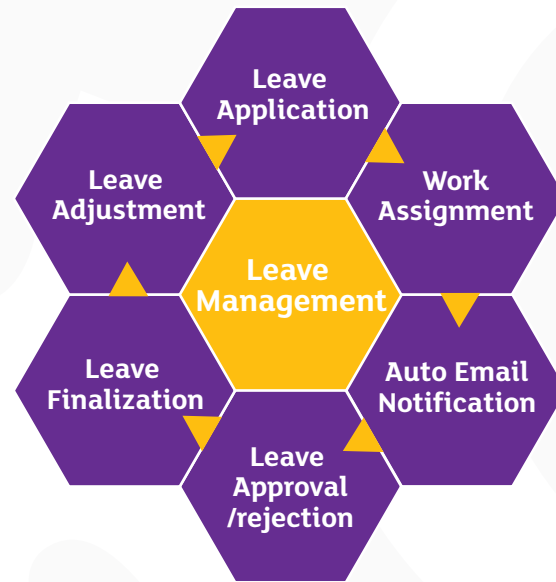 Leave
Application
Leave
Adjustment
Work
Assignment
Leave
Management
Leave
Finalization
Auto Email
Notification
Leave
Approval
/rejection